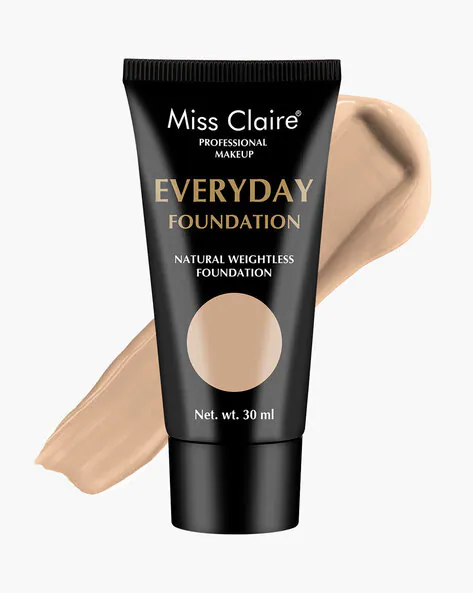 Miss Claire®
PROFESSIONAL
MAKEUP
EVERYDAY
FOUNDATION
NATURAL WEIGHTLESS
FOUNDATION
Net. wt. 30 ml